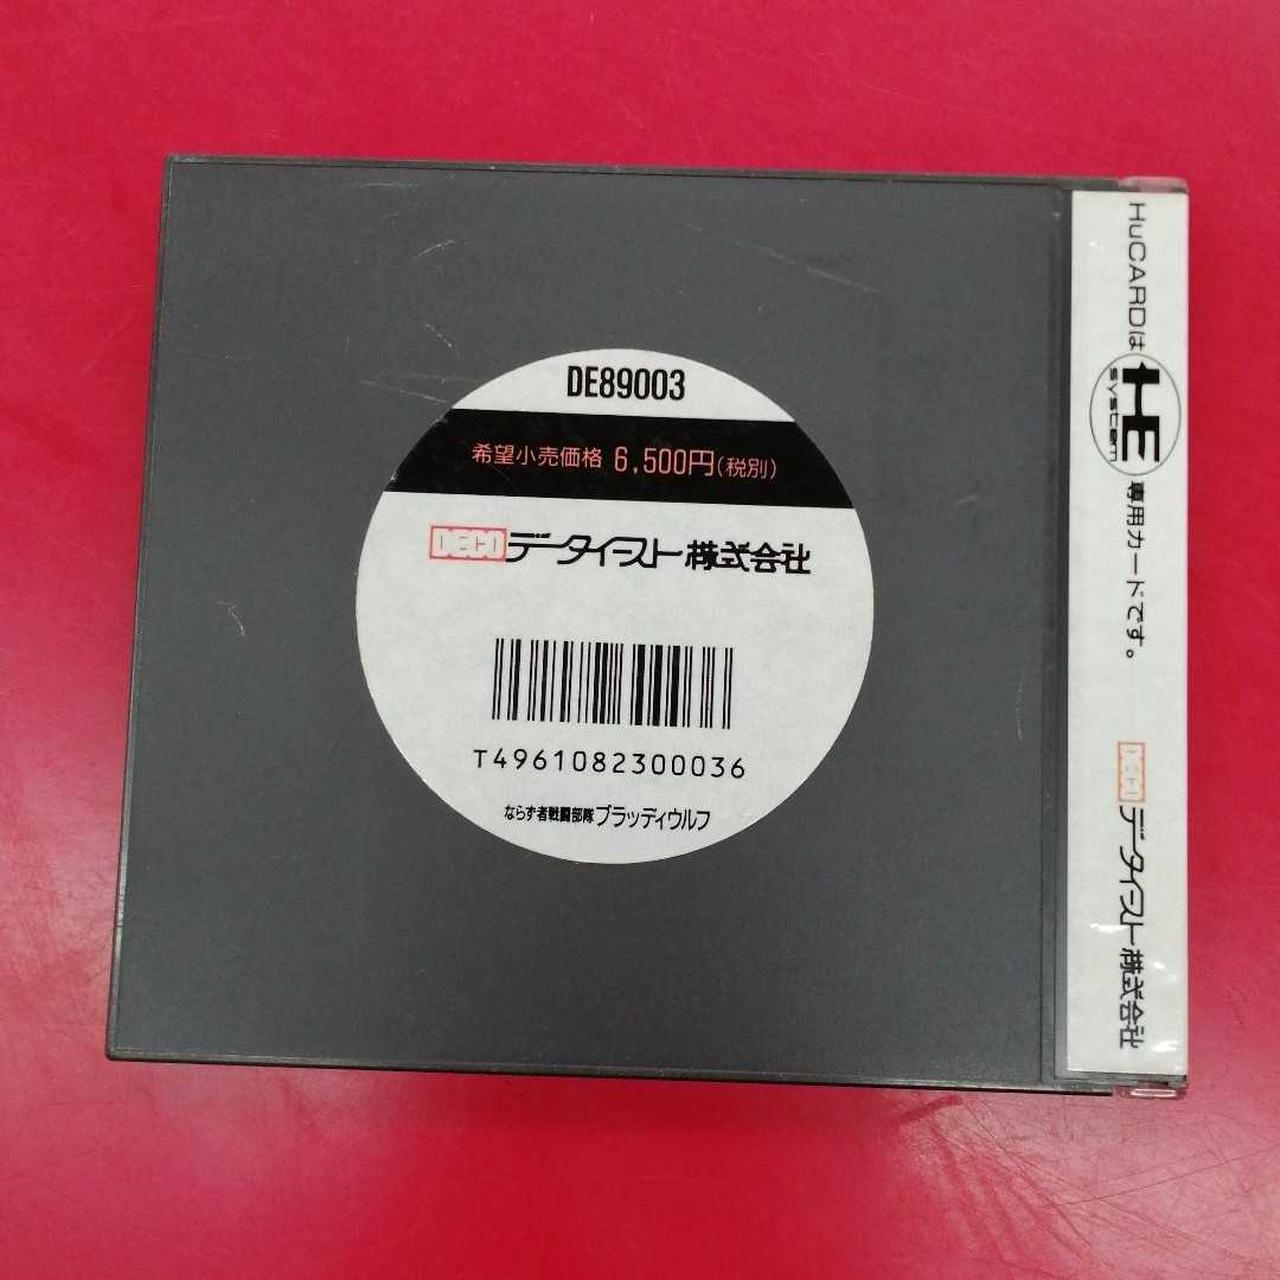 DE89003
希望小売価格 6,500円(税別)
DECO データイースト株式会社
T4961082300036
ならず者戦闘部隊 ブラッディウルフ
HuCARDは HE system 専用カードです。
DECO データイースト株式会社